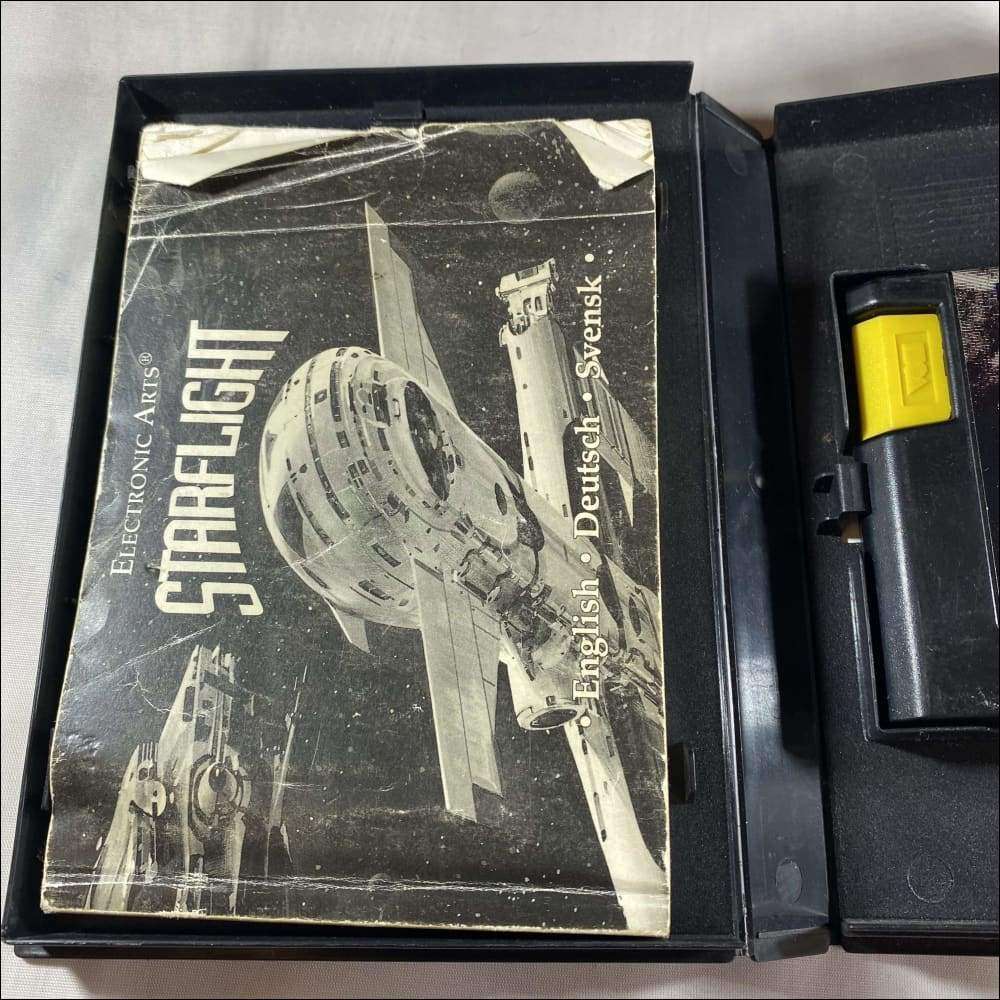 ELECTRONIC ARTS®
STARFLIGHT
• English • Deutsch • Svensk •